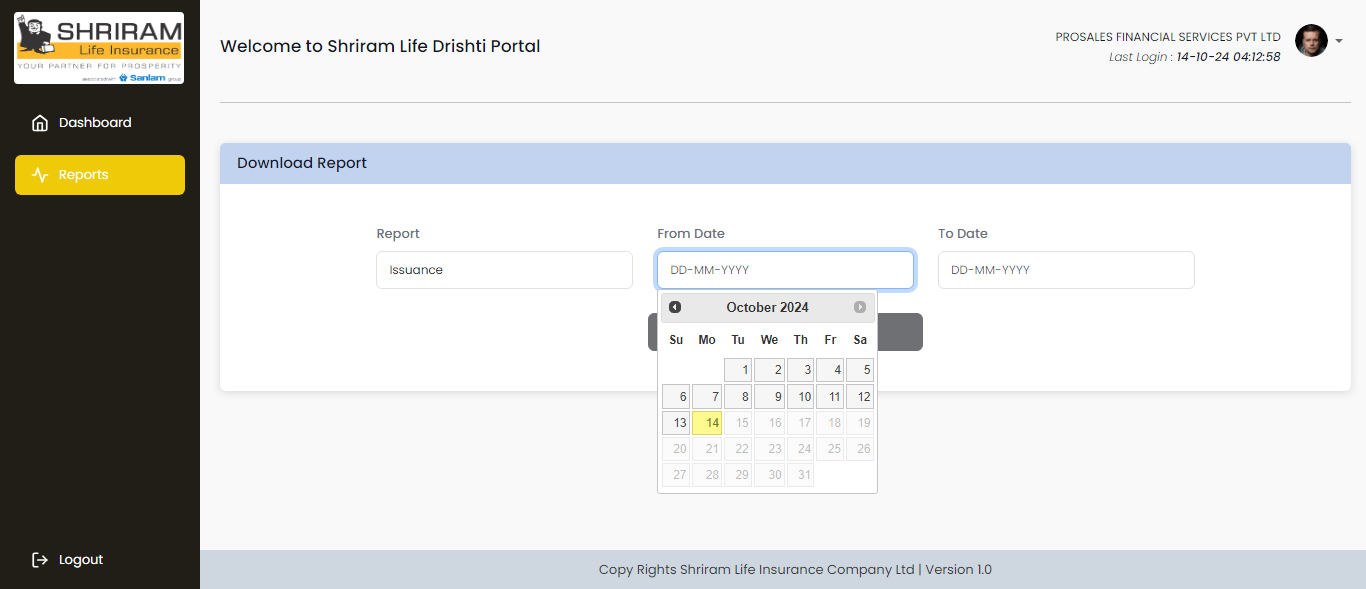 SHRIRAM
Life Insurance
YOUR PARTNER FOR PROSPERITY
Sanlam group
Dashboard
Reports
Logout
Welcome to Shriram Life Drishti Portal
PROSALES FINANCIAL SERVICES PVT LTD
Last Login : 14-10-24 04:12:58
Download Report
Report
From Date
To Date
Issuance
DD-MM-YYYY
DD-MM-YYYY
October 2024
Su Mo Tu We Th Fr Sa
1 2 3 4 5
6 7 8 9 10 11 12
13 14 15 16 17 18 19
20 21 22 23 24 25 26
27 28 29 30 31
Copy Rights Shriram Life Insurance Company Ltd | Version 1.0